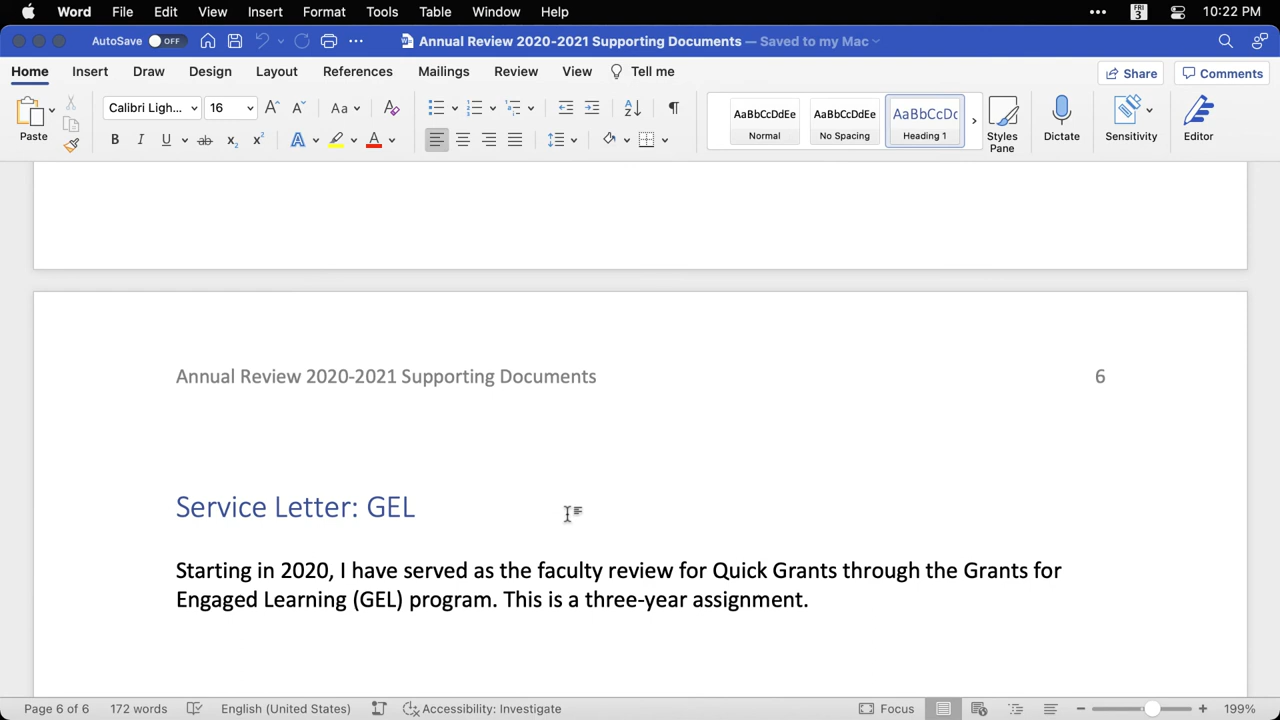 Word File Edit View Insert Format Tools Table Window Help FRI 3 10:22 PM
AutoSave OFF Annual Review 2020-2021 Supporting Documents — Saved to my Mac
Home Insert Draw Design Layout References Mailings Review View Tell me Share Comments
Paste Calibri Ligh... 16 Aa AaBbCcDdEe AaBbCcDdEe AaBbCcDc
Normal No Spacing Heading 1 Styles Pane Dictate Sensitivity Editor
Annual Review 2020-2021 Supporting Documents 6
Service Letter: GEL
Starting in 2020, I have served as the faculty review for Quick Grants through the Grants for
Engaged Learning (GEL) program. This is a three-year assignment.
Page 6 of 6 172 words English (United States) Accessibility: Investigate Focus 199%